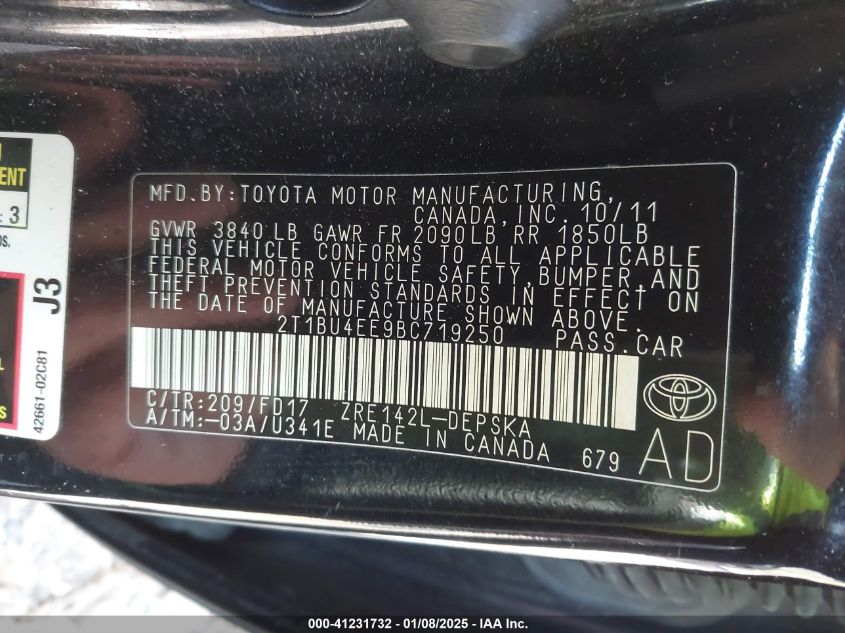 ENT
: 3
OS.
J3
42661-02C81
L
S
MFD.BY:TOYOTA MOTOR MANUFACTURING,
CANADA, INC. 10/11
GVWR 3840 LB GAWR FR 2090LB RR 1850LB
THIS VEHICLE CONFORMS TO ALL APPLICABLE
FEDERAL MOTOR VEHICLE SAFETY, BUMPER, AND
THEFT PREVENTION STANDARDS IN EFFECT ON
THE DATE OF MANUFACTURE SHOWN ABOVE.
2T1BU4EE9BC719250 PASS.CAR
C/TR:209/FD17 ZRE142L-DEPSKA
A/TM:-03A/U341E MADE IN CANADA 679
AD
000-41231732 - 01/08/2025 - IAA Inc.